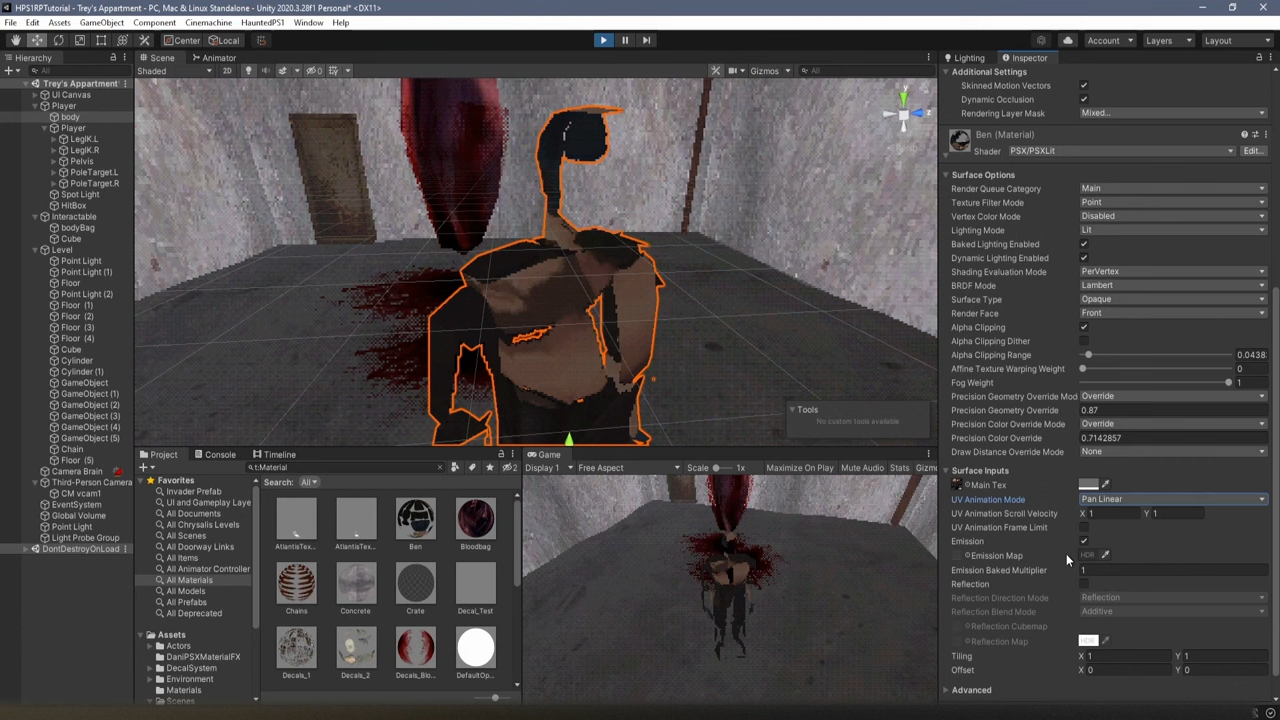 HPS1RPTutorial - Trey's Appartment - PC, Mac & Linux Standalone - Unity 2020.3.28f1 Personal* <DX11>
File Edit Assets GameObject Component Cinemachine HauntedPS1 Window Help
Center Local Account Layers Layout
Hierarchy
All
Trey's Appartment
UI Canvas
Player
body
Player
LegIK.L
LegIK.R
Pelvis
PoleTarget.L
PoleTarget.R
Spot Light
HitBox
Interactable
bodyBag
Cube
Level
Point Light
Point Light (1)
Floor
Point Light (2)
Floor (1)
Floor (2)
Floor (3)
Floor (4)
Cube
Cylinder
Cylinder (1)
GameObject
GameObject (1)
GameObject (2)
GameObject (3)
GameObject (4)
GameObject (5)
Chain
Floor (5)
Camera Brain
Third-Person Camera
CM vcam1
EventSystem
Global Volume
Point Light
Light Probe Group
DontDestroyOnLoad
Scene Animator
Shaded 2D 0 Gizmos All
y
z
Tools
No custom tools available
Project Console Timeline
t:Material 2
Favorites
Invader Prefab
UI and Gameplay Laye
All Documents
All Chrysalis Levels
All Scenes
All Doorway Links
All Items
All Animator Controller
All Materials
All Models
All Prefabs
All Deprecated
Assets
Actors
DaniPSXMaterialFX
DecalSystem
Environment
Materials
Scenes
Search: All
AtlantisTex... AtlantisTex... Ben Bloodbag
Chains Concrete Crate Decal_Test
Decals_1 Decals_2 Decals_Blo... DefaultOp...
Game
Display 1 Free Aspect Scale 1x Maximize On Play Mute Audio Stats Gizmo
Lighting Inspector
Additional Settings
Skinned Motion Vectors
Dynamic Occlusion
Rendering Layer Mask Mixed...
Ben (Material)
Shader PSX/PSXLit Edit...
Surface Options
Render Queue Category Main
Texture Filter Mode Point
Vertex Color Mode Disabled
Lighting Mode Lit
Baked Lighting Enabled
Dynamic Lighting Enabled
Shading Evaluation Mode PerVertex
BRDF Mode Lambert
Surface Type Opaque
Render Face Front
Alpha Clipping
Alpha Clipping Dither
Alpha Clipping Range 0.0438
Affine Texture Warping Weight 0
Fog Weight 1
Precision Geometry Override Mod Override
Precision Geometry Override 0.87
Precision Color Override Mode Override
Precision Color Override 0.7142857
Draw Distance Override Mode None
Surface Inputs
Main Tex
UV Animation Mode Pan Linear
UV Animation Scroll Velocity X 1 Y 1
UV Animation Frame Limit
Emission
Emission Map HDR
Emission Baked Multiplier 1
Reflection
Reflection Direction Mode Reflection
Reflection Blend Mode Additive
Reflection Cubemap
Reflection Map HDR
Tiling X 1 Y 1
Offset X 0 Y 0
Advanced